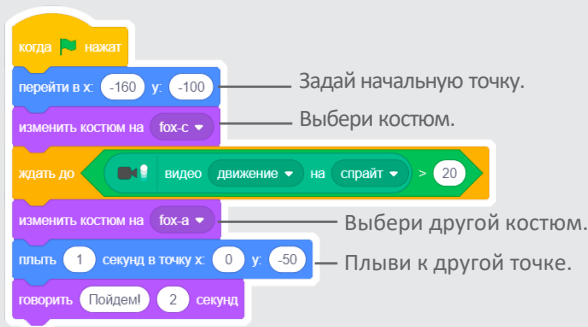 когда нажат
перейти в x: -160 y: -100 Задай начальную точку.
изменить костюм на fox-c Выбери костюм.
ждать до видео движение на спрайт > 20
изменить костюм на fox-a Выбери другой костюм.
плыть 1 секунд в точку x: 0 y: -50 Плыви к другой точке.
говорить Пойдем! 2 секунд